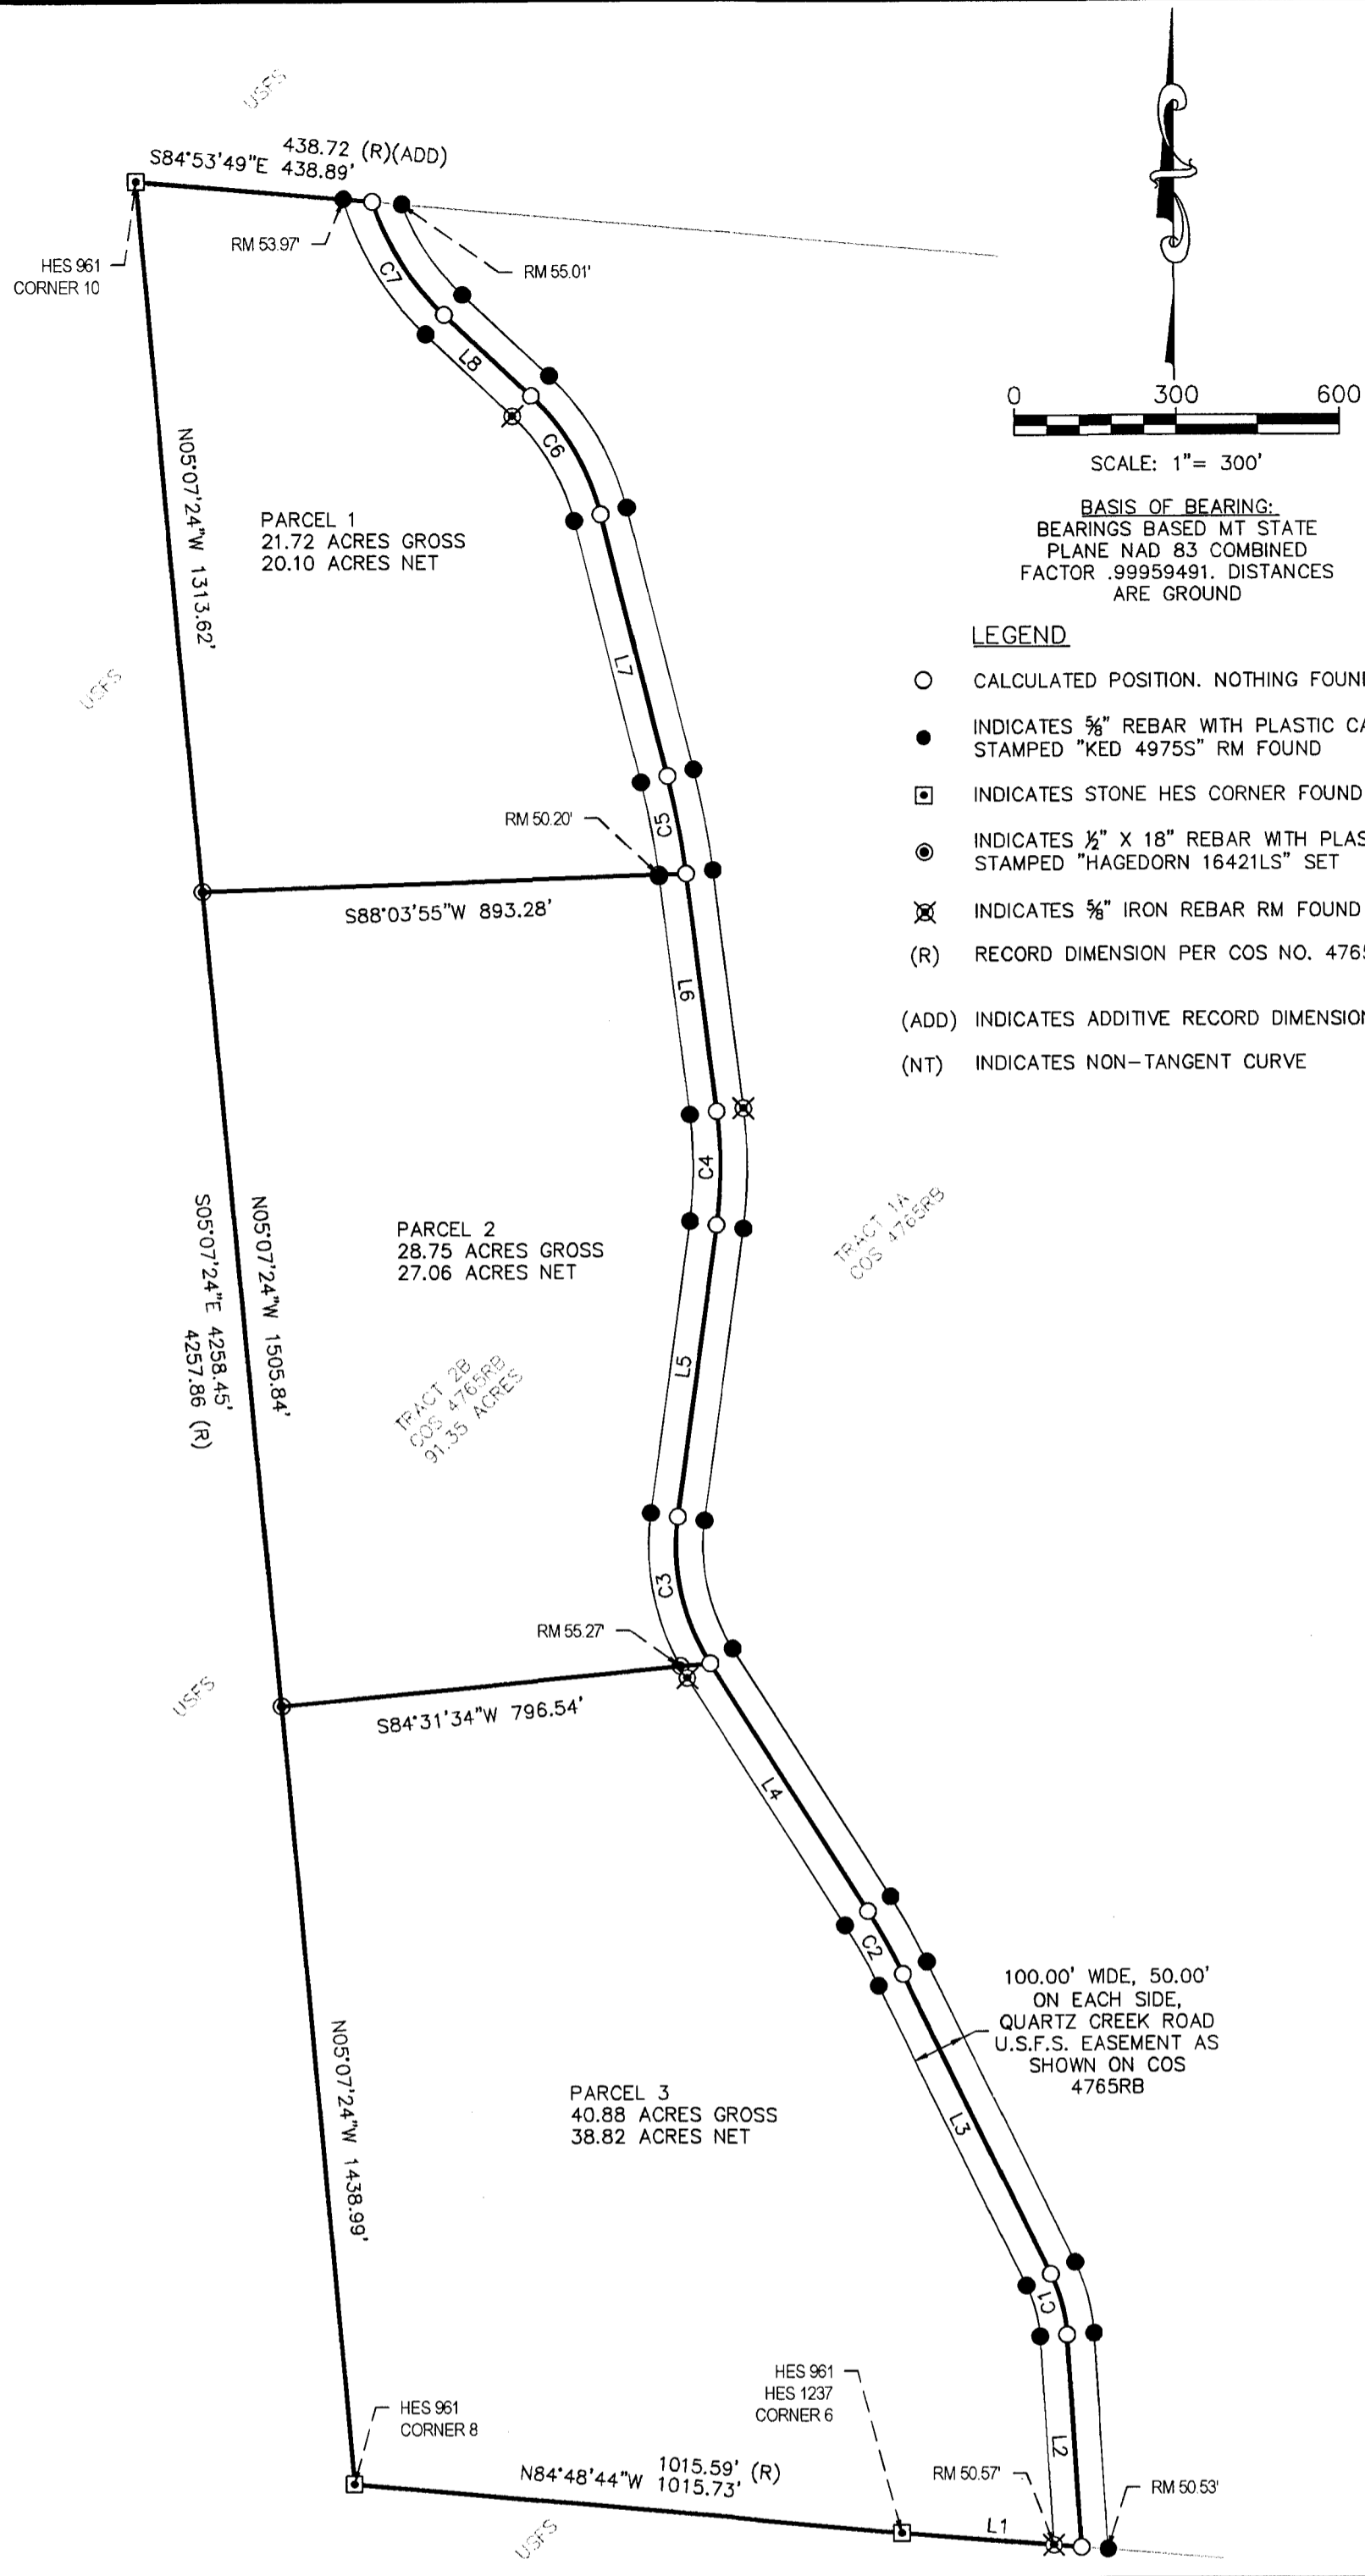 USFS
438.72 (R)(ADD)
S84°53'49"E 438.89'
RM 53.97'
RM 55.01'
HES 961
CORNER 10
C7
L8
C6
0 300 600
SCALE: 1"= 300'
BASIS OF BEARING:
BEARINGS BASED MT STATE
PLANE NAD 83 COMBINED
FACTOR .99959491. DISTANCES
ARE GROUND
N05°07'24"W 1313.62'
PARCEL 1
21.72 ACRES GROSS
20.10 ACRES NET
USFS
L7
LEGEND
CALCULATED POSITION. NOTHING FOUN
INDICATES ⅝" REBAR WITH PLASTIC CA
STAMPED "KED 4975S" RM FOUND
INDICATES STONE HES CORNER FOUND
INDICATES ½" X 18" REBAR WITH PLAS
STAMPED "HAGEDORN 16421LS" SET
INDICATES ⅝" IRON REBAR RM FOUND
(R) RECORD DIMENSION PER COS NO. 476
(ADD) INDICATES ADDITIVE RECORD DIMENSION
(NT) INDICATES NON-TANGENT CURVE
RM 50.20'
C5
S88°03'55"W 893.28'
L6
C4
N05°07'24"W 1505.84'
S05°07'24"E 4258.45'
4257.86 (R)
PARCEL 2
28.75 ACRES GROSS
27.06 ACRES NET
TRACT 1A
COS 4765RB
TRACT 2B
COS 4765RB
91.35 ACRES
L5
C3
RM 55.27'
USFS
S84°31'34"W 796.54'
L4
C2
100.00' WIDE, 50.00'
ON EACH SIDE,
QUARTZ CREEK ROAD
U.S.F.S. EASEMENT AS
SHOWN ON COS
4765RB
N05°07'24"W 1438.99'
PARCEL 3
40.88 ACRES GROSS
38.82 ACRES NET
L3
C1
HES 961
CORNER 8
HES 961
HES 1237
CORNER 6
1015.59' (R)
N84°48'44"W 1015.73'
RM 50.57'
L2
RM 50.53'
L1
USFS